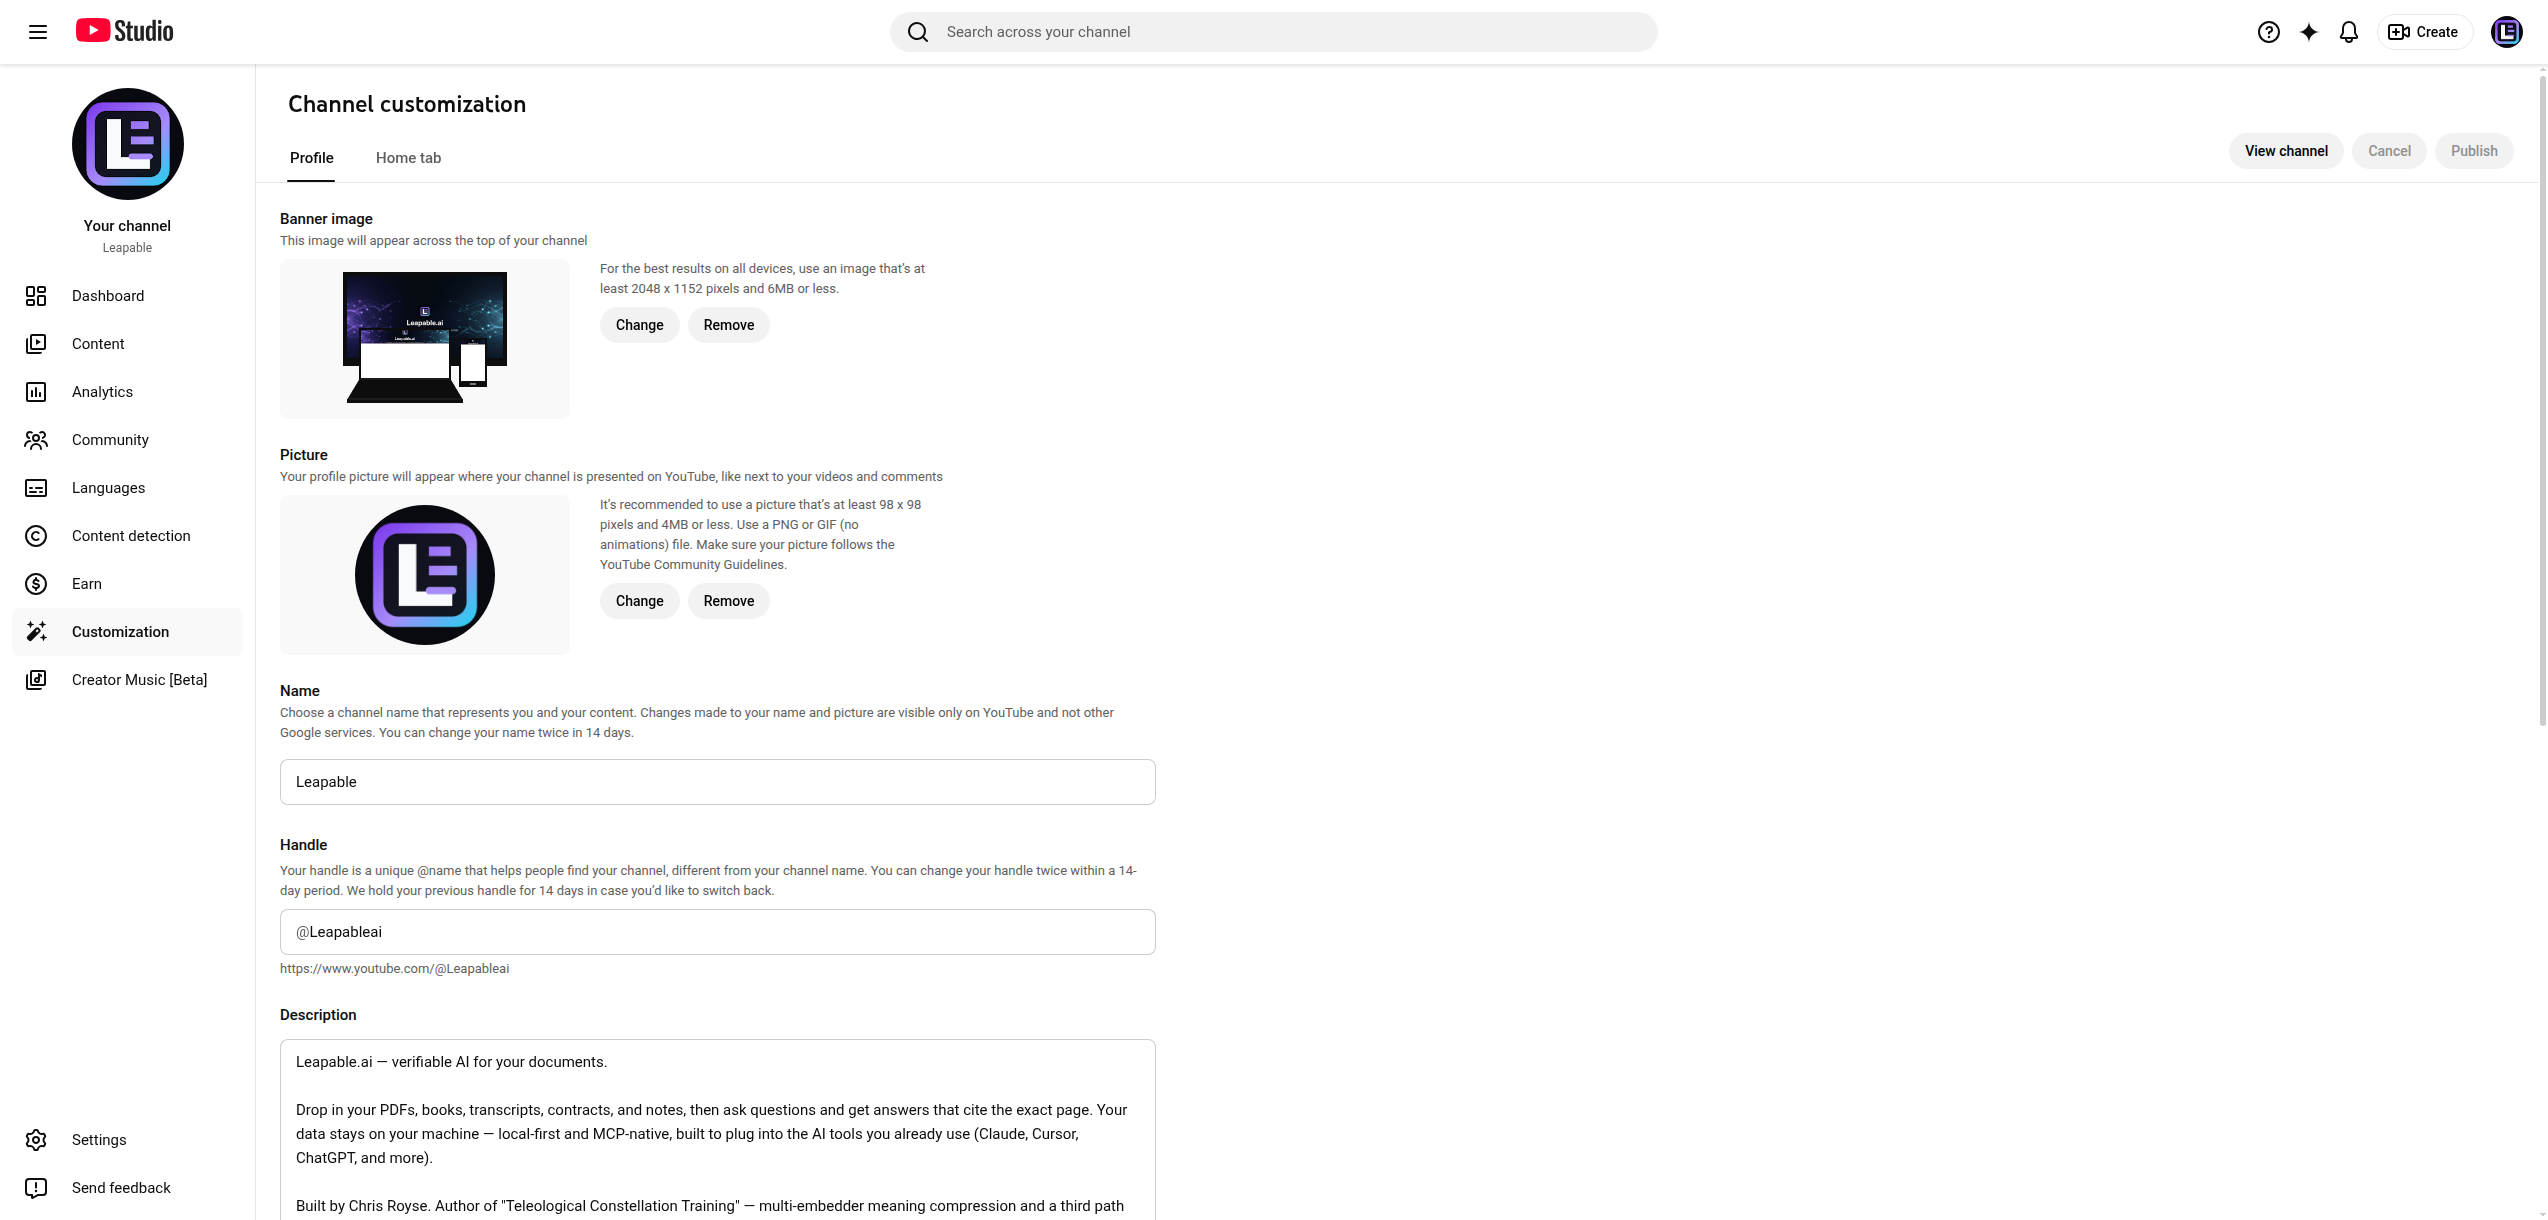 Studio
Search across your channel
Create
Your channel
Leapable
Dashboard
Content
Analytics
Community
Languages
Content detection
Earn
Customization
Creator Music [Beta]
Settings
Send feedback
Channel customization
Profile
Home tab
View channel
Cancel
Publish
Banner image
This image will appear across the top of your channel
Leapable.ai
Leapable.ai
For the best results on all devices, use an image that’s at
least 2048 x 1152 pixels and 6MB or less.
Change
Remove
Picture
Your profile picture will appear where your channel is presented on YouTube, like next to your videos and comments
It’s recommended to use a picture that’s at least 98 x 98
pixels and 4MB or less. Use a PNG or GIF (no
animations) file. Make sure your picture follows the
YouTube Community Guidelines.
Change
Remove
Name
Choose a channel name that represents you and your content. Changes made to your name and picture are visible only on YouTube and not other
Google services. You can change your name twice in 14 days.
Leapable
Handle
Your handle is a unique @name that helps people find your channel, different from your channel name. You can change your handle twice within a 14-
day period. We hold your previous handle for 14 days in case you’d like to switch back.
@Leapableai
https://www.youtube.com/@Leapableai
Description
Leapable.ai — verifiable AI for your documents.
Drop in your PDFs, books, transcripts, contracts, and notes, then ask questions and get answers that cite the exact page. Your
data stays on your machine — local-first and MCP-native, built to plug into the AI tools you already use (Claude, Cursor,
ChatGPT, and more).
Built by Chris Royse. Author of "Teleological Constellation Training" — multi-embedder meaning compression and a third path